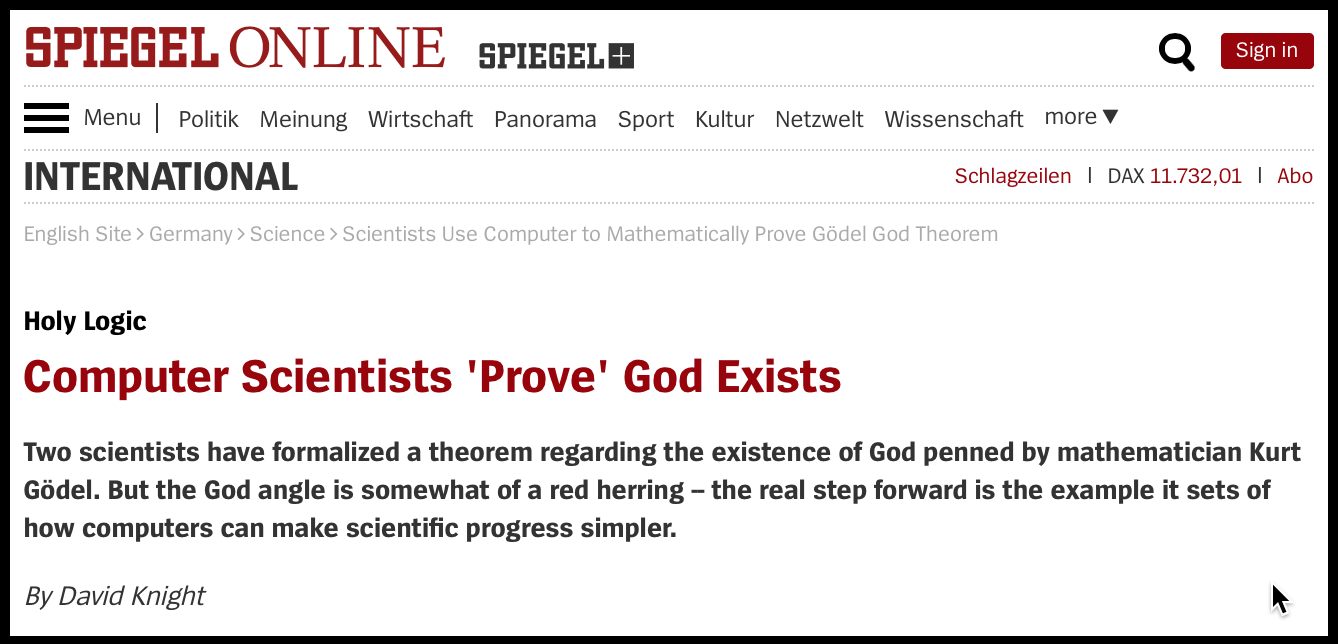 SPIEGEL ONLINE SPIEGEL+ Sign in
Menu | Politik Meinung Wirtschaft Panorama Sport Kultur Netzwelt Wissenschaft more ▼
INTERNATIONAL Schlagzeilen | DAX 11.732,01 | Abo
English Site > Germany > Science > Scientists Use Computer to Mathematically Prove Gödel God Theorem
Holy Logic
Computer Scientists 'Prove' God Exists
Two scientists have formalized a theorem regarding the existence of God penned by mathematician Kurt
Gödel. But the God angle is somewhat of a red herring – the real step forward is the example it sets of
how computers can make scientific progress simpler.
By David Knight